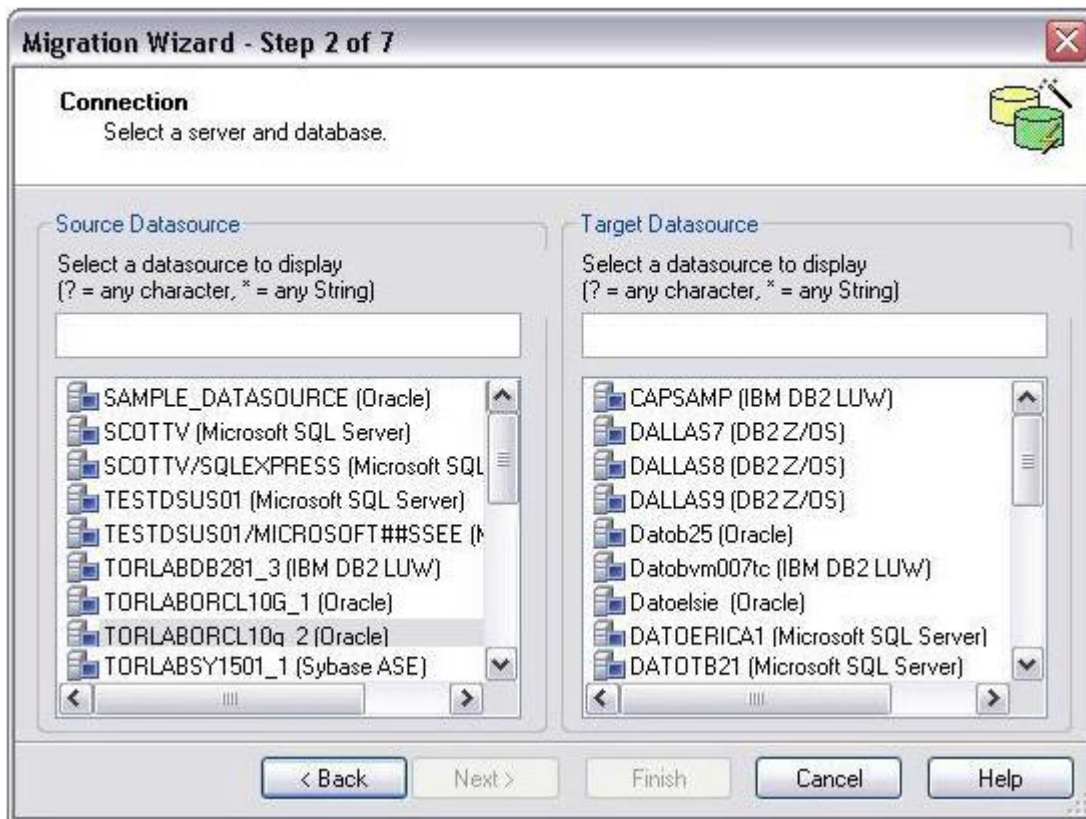 Migration Wizard - Step 2 of 7
Connection
Select a server and database.
Source Datasource
Select a datasource to display
(? = any character, * = any String)
SAMPLE_DATASOURCE (Oracle)
SCOTTV (Microsoft SQL Server)
SCOTTV/SQLEXPRESS (Microsoft SQL
TESTDSUS01 (Microsoft SQL Server)
TESTDSUS01/MICROSOFT##SSEE (M
TORLABDB281_3 (IBM DB2 LUW)
TORLABORCL10G_1 (Oracle)
TORLABORCL10g_2 (Oracle)
TORLABSY1501_1 (Sybase ASE)
Target Datasource
Select a datasource to display
(? = any character, * = any String)
CAPSAMP (IBM DB2 LUW)
DALLAS7 (DB2 Z/OS)
DALLAS8 (DB2 Z/OS)
DALLAS9 (DB2 Z/OS)
Datob25 (Oracle)
Datobvm007tc (IBM DB2 LUW)
Datoelsie (Oracle)
DATOERICA1 (Microsoft SQL Server)
DATOTB21 (Microsoft SQL Server)
< Back
Next >
Finish
Cancel
Help